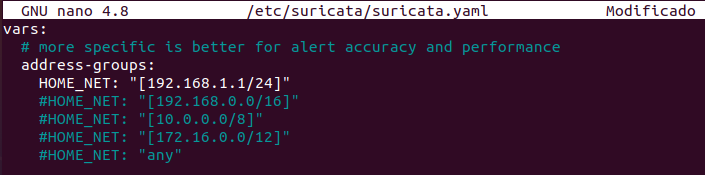 GNU nano 4.8 /etc/suricata/suricata.yaml Modificado
vars:
# more specific is better for alert accuracy and performance
address-groups:
HOME_NET: "[192.168.1.1/24]"
#HOME_NET: "[192.168.0.0/16]"
#HOME_NET: "[10.0.0.0/8]"
#HOME_NET: "[172.16.0.0/12]"
#HOME_NET: "any"